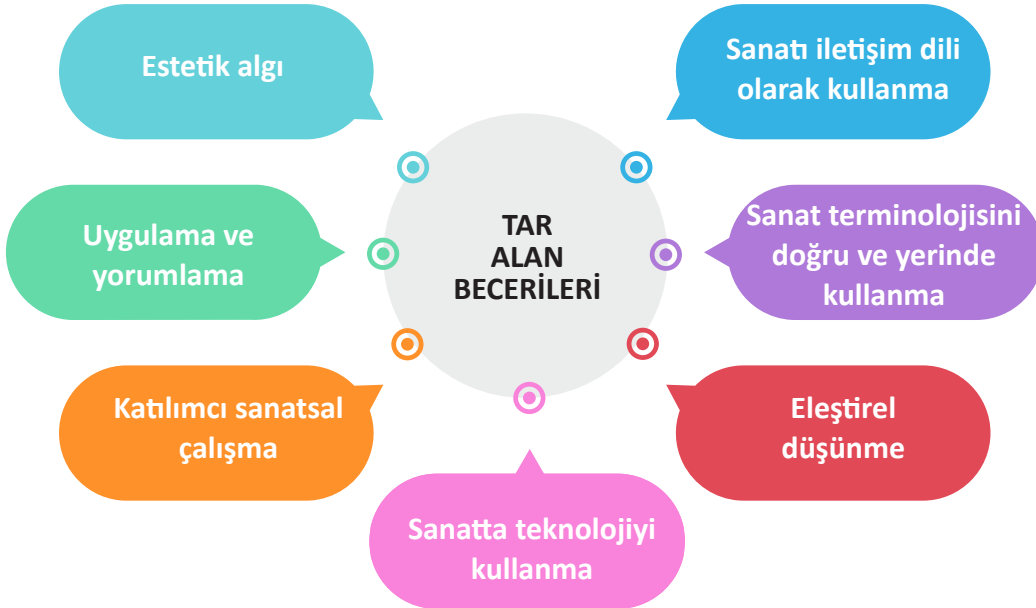 Estetik algı
Sanatı iletişim dili
olarak kullanma
Uygulama ve
yorumlama
TAR
ALAN
BECERİLERİ
Sanat terminolojisini
doğru ve yerinde
kullanma
Katılımcı sanatsal
çalışma
Eleştirel
düşünme
Sanatta teknolojiyi
kullanma